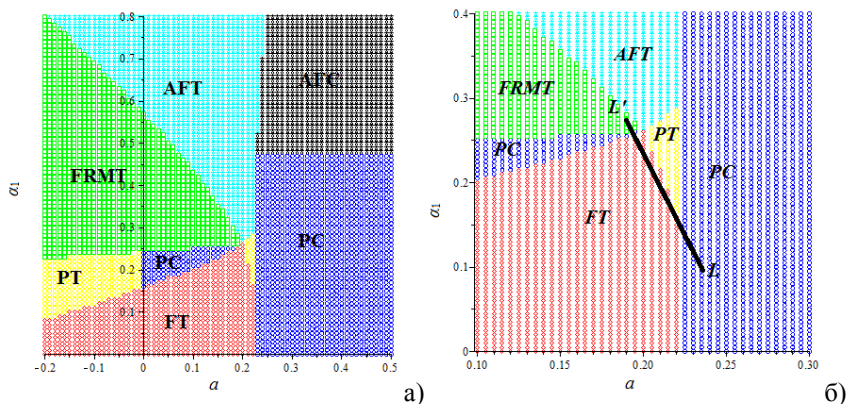 0.8
0.7
0.6
0.5
0.4
0.3
0.2
0.1
α₁
AFT
AFC
FRMT
PC
PT
PC
FT
-0.2 -0.1 0 0.1 0.2 0.3 0.4 0.5
a
а)
0.4
0.3
0.2
0.1
0
α₁
AFT
FRMT
L'
PT
PC
PC
FT
L
0.10 0.15 0.20 0.25 0.30
a
б)